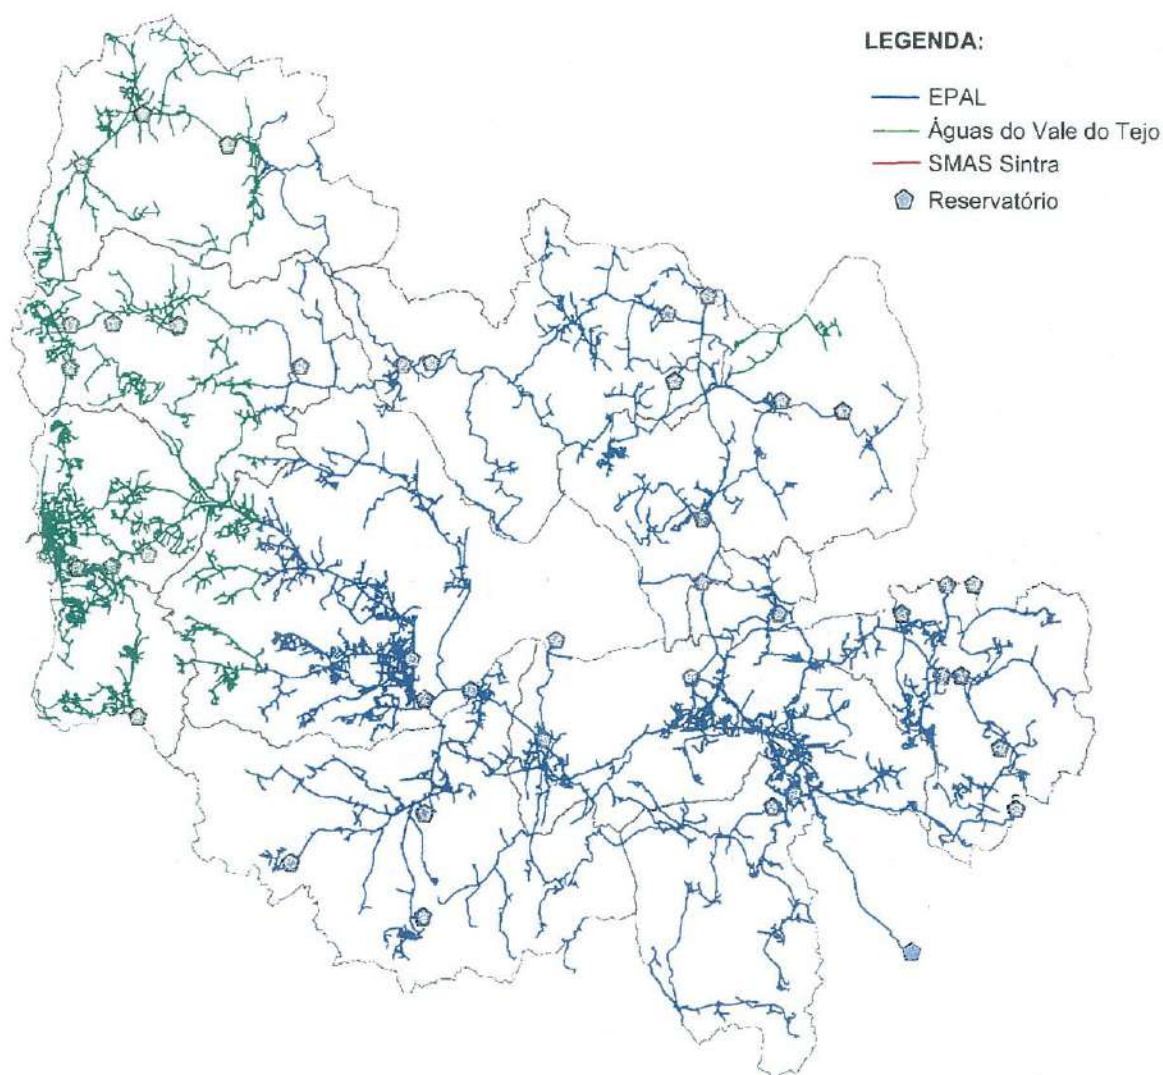 LEGENDA:
EPAL
Águas do Vale do Tejo
SMAS Sintra
Reservatório